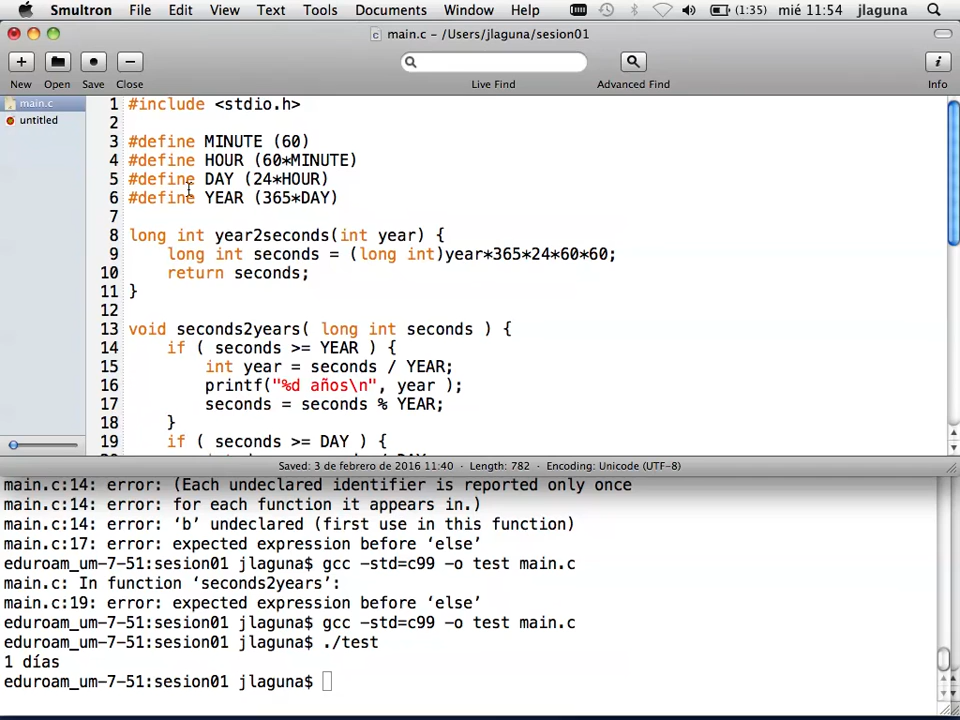 Smultron File Edit View Text Tools Documents Window Help (1:35) mié 11:54 jlaguna
main.c – /Users/jlaguna/sesion01
New Open Save Close Live Find Advanced Find Info
main.c
untitled
1 #include <stdio.h>
2
3 #define MINUTE (60)
4 #define HOUR (60*MINUTE)
5 #define DAY (24*HOUR)
6 #define YEAR (365*DAY)
7
8 long int year2seconds(int year) {
9 long int seconds = (long int)year*365*24*60*60;
10 return seconds;
11 }
12
13 void seconds2years( long int seconds ) {
14 if ( seconds >= YEAR ) {
15 int year = seconds / YEAR;
16 printf("%d años\n", year );
17 seconds = seconds % YEAR;
18 }
19 if ( seconds >= DAY ) {
Saved: 3 de febrero de 2016 11:40 · Length: 782 · Encoding: Unicode (UTF-8)
main.c:14: error: (Each undeclared identifier is reported only once
main.c:14: error: for each function it appears in.)
main.c:14: error: ‘b’ undeclared (first use in this function)
main.c:17: error: expected expression before ‘else’
eduroam_um-7-51:sesion01 jlaguna$ gcc -std=c99 -o test main.c
main.c: In function ‘seconds2years’:
main.c:19: error: expected expression before ‘else’
eduroam_um-7-51:sesion01 jlaguna$ gcc -std=c99 -o test main.c
eduroam_um-7-51:sesion01 jlaguna$ ./test
1 días
eduroam_um-7-51:sesion01 jlaguna$